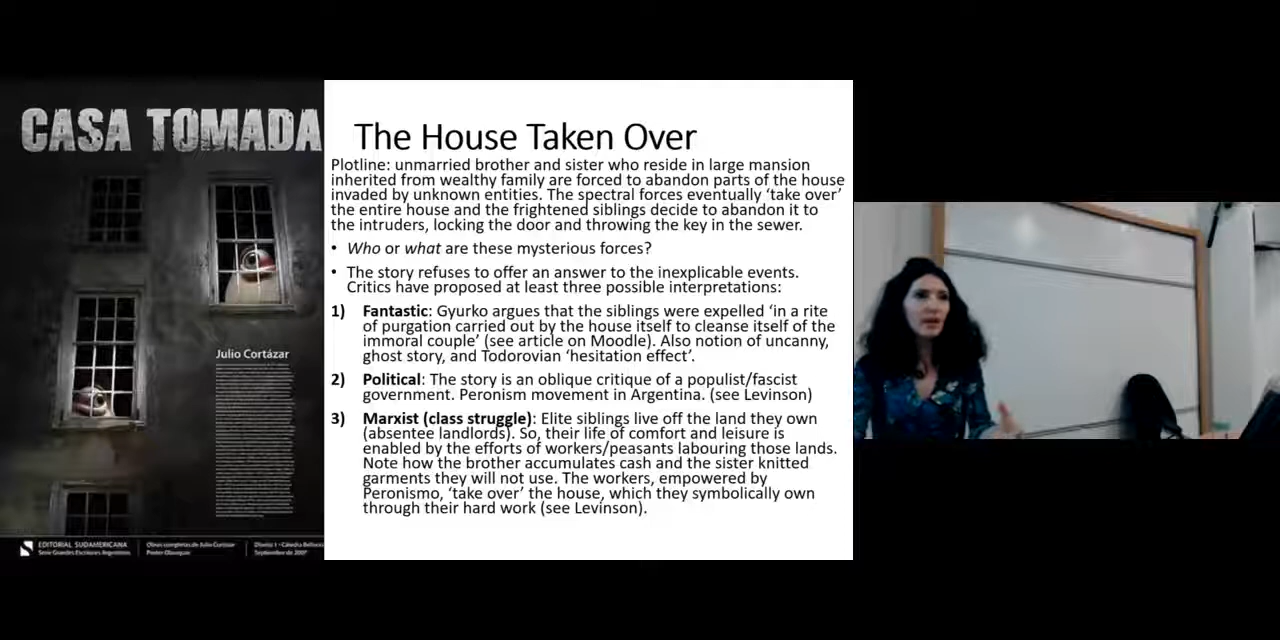 CASA TOMADA
Julio Cortázar
EDITORIAL SUDAMERICANA
Serie Grandes Escritores Argentinos
Obras completas de Julio Cortázar
The House Taken Over
Plotline: unmarried brother and sister who reside in large mansion
inherited from wealthy family are forced to abandon parts of the house
invaded by unknown entities. The spectral forces eventually ‘take over’
the entire house and the frightened siblings decide to abandon it to
the intruders, locking the door and throwing the key in the sewer.
• Who or what are these mysterious forces?
• The story refuses to offer an answer to the inexplicable events.
Critics have proposed at least three possible interpretations:
1) Fantastic: Gyurko argues that the siblings were expelled ‘in a rite
of purgation carried out by the house itself to cleanse itself of the
immoral couple’ (see article on Moodle). Also notion of uncanny,
ghost story, and Todorovian ‘hesitation effect’.
2) Political: The story is an oblique critique of a populist/fascist
government. Peronism movement in Argentina. (see Levinson)
3) Marxist (class struggle): Elite siblings live off the land they own
(absentee landlords). So, their life of comfort and leisure is
enabled by the efforts of workers/peasants labouring those lands.
Note how the brother accumulates cash and the sister knitted
garments they will not use. The workers, empowered by
Peronismo, ‘take over’ the house, which they symbolically own
through their hard work (see Levinson).